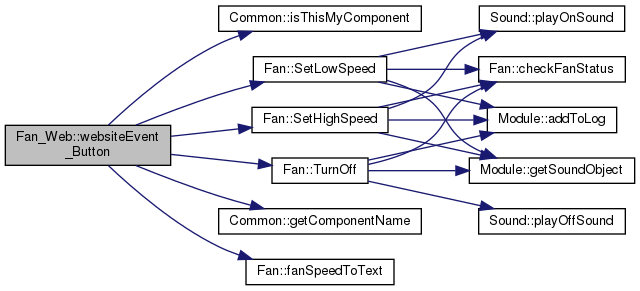 Fan_Web::websiteEvent
_Button
Common::isThisMyComponent
Fan::SetLowSpeed
Fan::SetHighSpeed
Fan::TurnOff
Common::getComponentName
Fan::fanSpeedToText
Sound::playOnSound
Fan::checkFanStatus
Module::addToLog
Module::getSoundObject
Sound::playOffSound